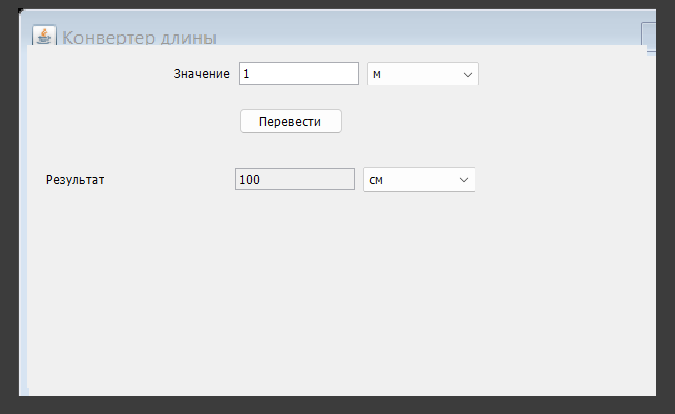 Конвертер длины
Значение 1 м
Перевести
Результат 100 см